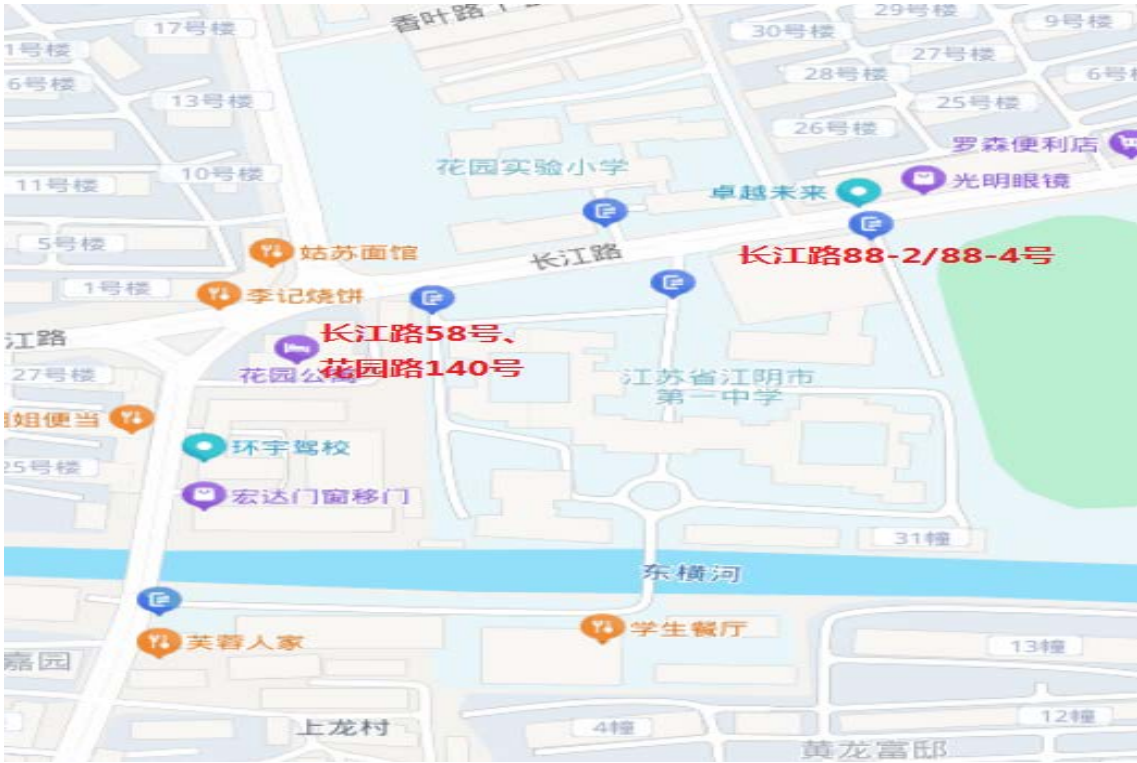 17号楼
香叶路
29号楼
9号楼
30号楼
27号楼
1号楼
28号楼
6号楼
13号楼
25号楼
26号楼
罗森便利店
花园实验小学
10号楼
11号楼
卓越未来
光明眼镜
5号楼
姑苏面馆
长江路
长江路88-2/88-4号
1号楼
李记烧饼
江路
长江路58号、
花园路140号
27号楼
花园公寓
江苏省江阴市
第一中学
姐便当
环宇驾校
25号楼
宏达门窗移门
31幢
东横河
学生餐厅
芙蓉人家
13幢
嘉园
12幢
上龙村
4幢
黄龙富邸